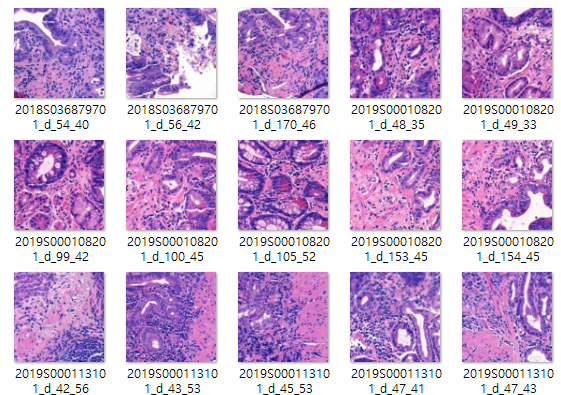 2018S03687970
1_d_54_40
2018S03687970
1_d_56_42
2018S03687970
1_d_170_46
2019S00010820
1_d_48_35
2019S00010820
1_d_49_33
2019S00010820
1_d_99_42
2019S00010820
1_d_100_45
2019S00010820
1_d_105_52
2019S00010820
1_d_153_45
2019S00010820
1_d_154_45
2019S00011310
1_d_42_56
2019S00011310
1_d_43_53
2019S00011310
1_d_45_53
2019S00011310
1_d_47_41
2019S00011310
1_d_47_43